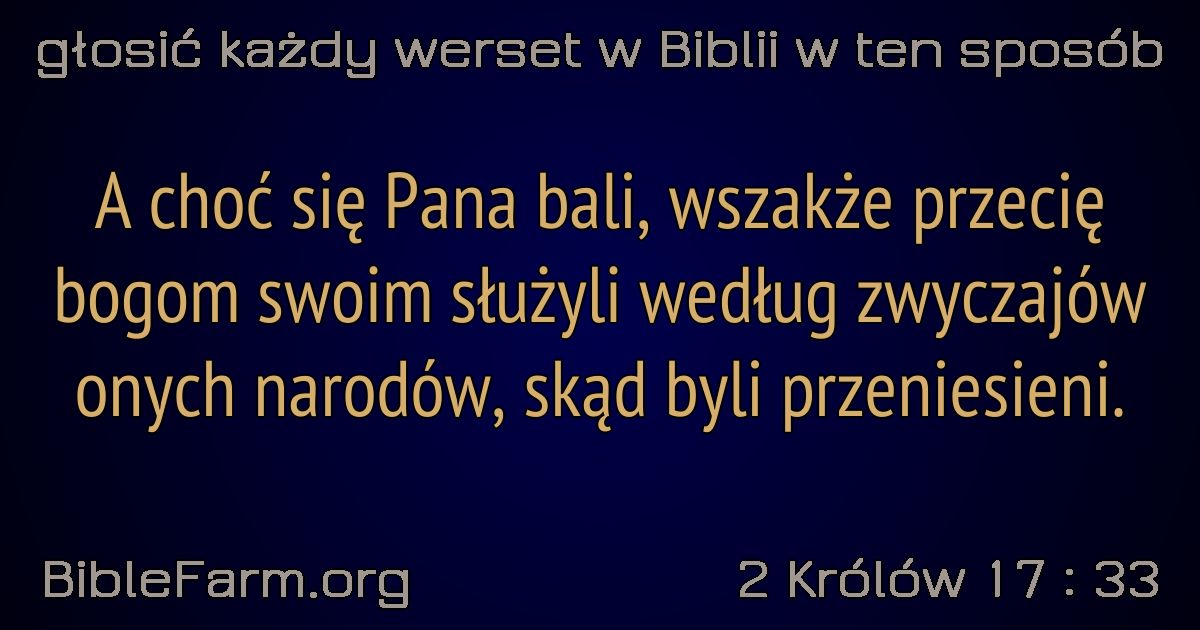 głosić każdy werset w Biblii w ten sposób
A choć się Pana bali, wszakże przecię
bogom swoim służyli według zwyczajów
onych narodów, skąd byli przeniesieni.
BibleFarm.org
2 Królów 17 : 33